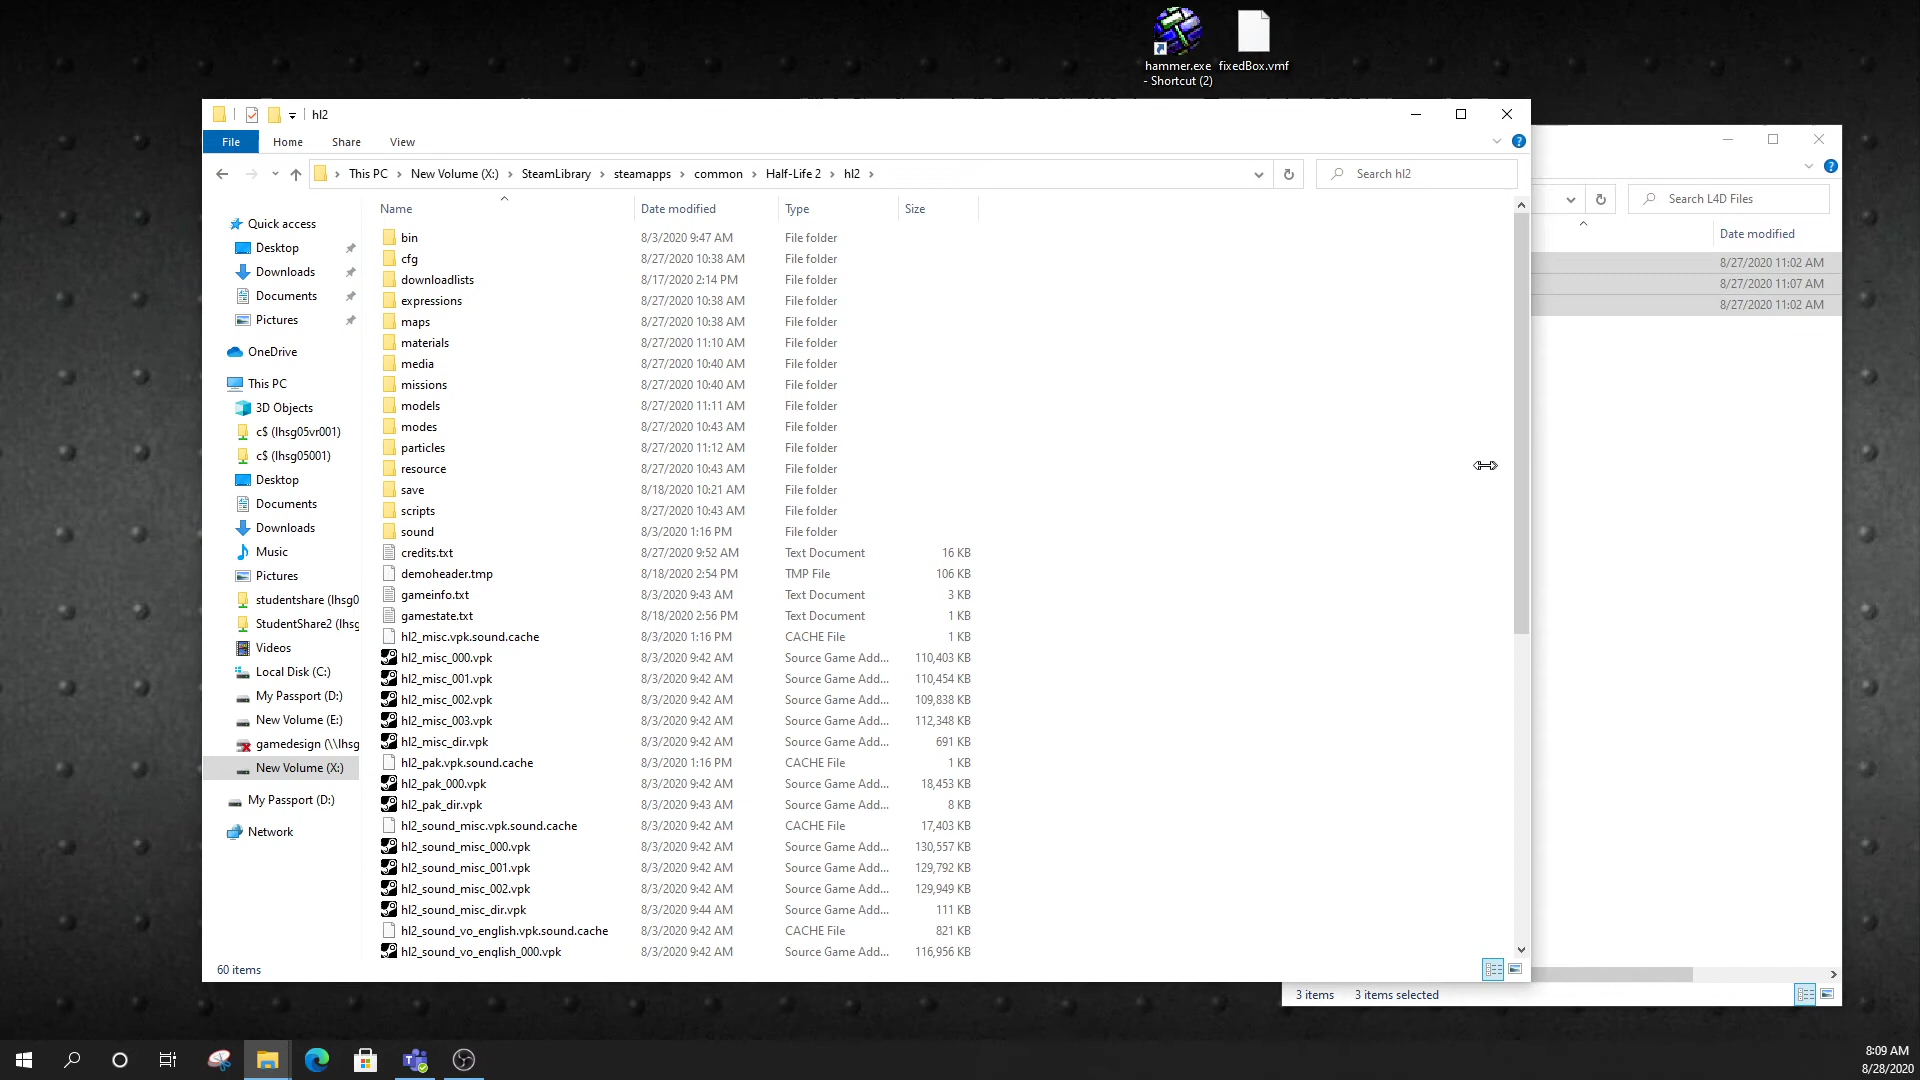 hammer.exe
- Shortcut (2)
fixedBox.vmf
hl2
File Home Share View
This PC New Volume (X:) SteamLibrary steamapps common Half-Life 2 hl2
Search hl2
Search L4D Files
Name Date modified Type Size
Date modified
8/27/2020 11:02 AM
8/27/2020 11:07 AM
8/27/2020 11:02 AM
Quick access
Desktop
Downloads
Documents
Pictures
OneDrive
This PC
3D Objects
c$ (lhsg05vr001)
c$ (lhsg05001)
Desktop
Documents
Downloads
Music
Pictures
studentshare (lhsg0
StudentShare2 (lhsg
Videos
Local Disk (C:)
My Passport (D:)
New Volume (E:)
gamedesign (\\lhsg
New Volume (X:)
My Passport (D:)
Network
bin 8/3/2020 9:47 AM File folder
cfg 8/27/2020 10:38 AM File folder
downloadlists 8/17/2020 2:14 PM File folder
expressions 8/27/2020 10:38 AM File folder
maps 8/27/2020 10:38 AM File folder
materials 8/27/2020 11:10 AM File folder
media 8/27/2020 10:40 AM File folder
missions 8/27/2020 10:40 AM File folder
models 8/27/2020 11:11 AM File folder
modes 8/27/2020 10:43 AM File folder
particles 8/27/2020 11:12 AM File folder
resource 8/27/2020 10:43 AM File folder
save 8/18/2020 10:21 AM File folder
scripts 8/27/2020 10:43 AM File folder
sound 8/3/2020 1:16 PM File folder
credits.txt 8/27/2020 9:52 AM Text Document 16 KB
demoheader.tmp 8/18/2020 2:54 PM TMP File 106 KB
gameinfo.txt 8/3/2020 9:43 AM Text Document 3 KB
gamestate.txt 8/18/2020 2:56 PM Text Document 1 KB
hl2_misc.vpk.sound.cache 8/3/2020 1:16 PM CACHE File 1 KB
hl2_misc_000.vpk 8/3/2020 9:42 AM Source Game Add... 110,403 KB
hl2_misc_001.vpk 8/3/2020 9:42 AM Source Game Add... 110,454 KB
hl2_misc_002.vpk 8/3/2020 9:42 AM Source Game Add... 109,838 KB
hl2_misc_003.vpk 8/3/2020 9:42 AM Source Game Add... 112,348 KB
hl2_misc_dir.vpk 8/3/2020 9:42 AM Source Game Add... 691 KB
hl2_pak.vpk.sound.cache 8/3/2020 1:16 PM CACHE File 1 KB
hl2_pak_000.vpk 8/3/2020 9:42 AM Source Game Add... 18,453 KB
hl2_pak_dir.vpk 8/3/2020 9:43 AM Source Game Add... 8 KB
hl2_sound_misc.vpk.sound.cache 8/3/2020 9:42 AM CACHE File 17,403 KB
hl2_sound_misc_000.vpk 8/3/2020 9:42 AM Source Game Add... 130,557 KB
hl2_sound_misc_001.vpk 8/3/2020 9:42 AM Source Game Add... 129,792 KB
hl2_sound_misc_002.vpk 8/3/2020 9:42 AM Source Game Add... 129,949 KB
hl2_sound_misc_dir.vpk 8/3/2020 9:44 AM Source Game Add... 111 KB
hl2_sound_vo_english.vpk.sound.cache 8/3/2020 9:42 AM CACHE File 821 KB
hl2_sound_vo_english_000.vpk 8/3/2020 9:42 AM Source Game Add... 116,956 KB
60 items
3 items 3 items selected
8:09 AM
8/28/2020